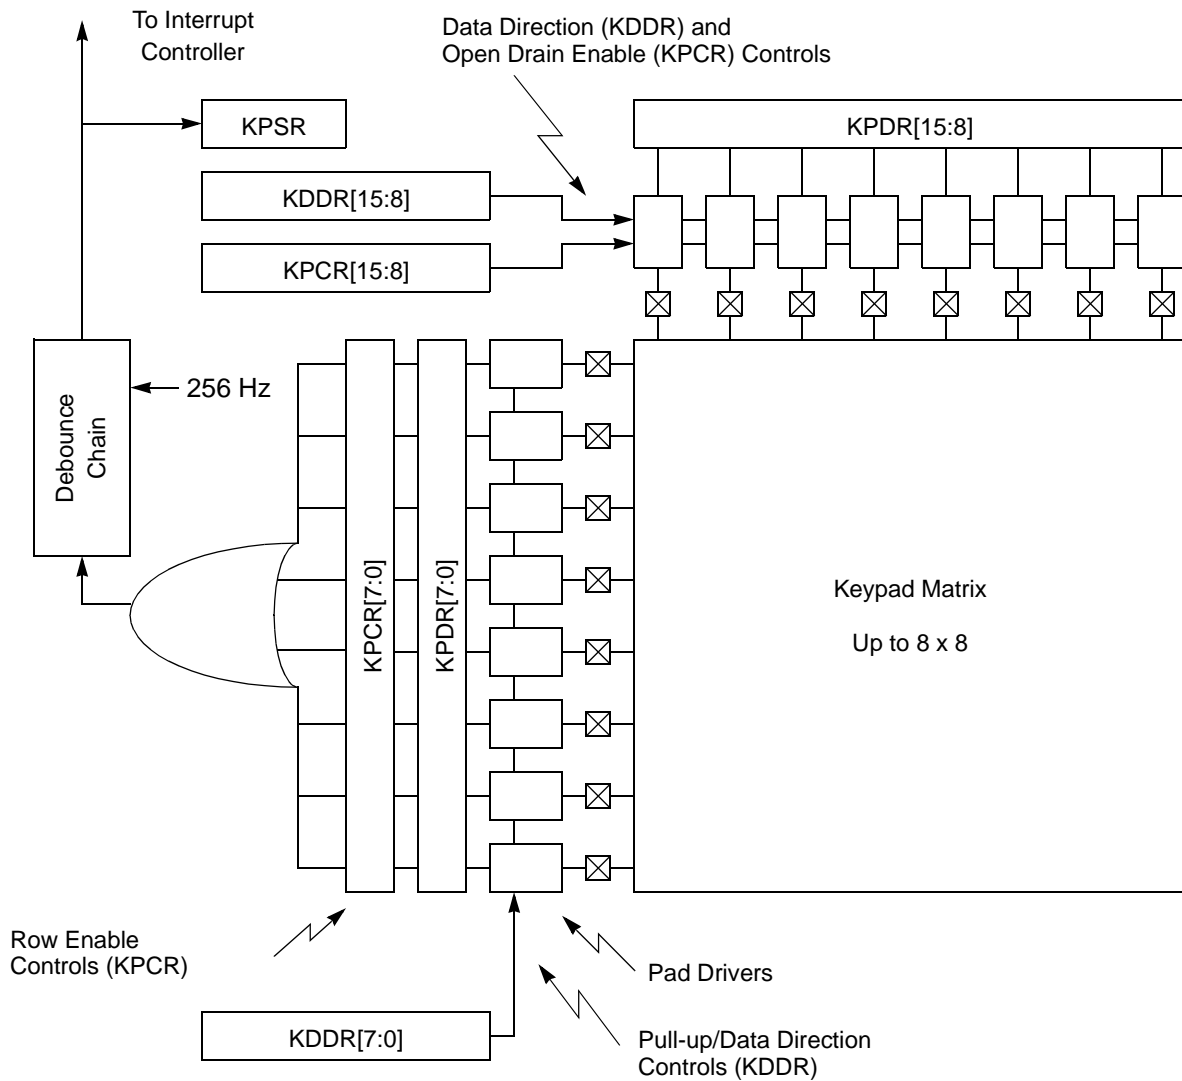 To Interrupt
Controller
Data Direction (KDDR) and
Open Drain Enable (KPCR) Controls
KPSR
KPDR[15:8]
KDDR[15:8]
KPCR[15:8]
256 Hz
Debounce
Chain
KPCR[7:0]
KPDR[7:0]
Keypad Matrix
Up to 8 x 8
Row Enable
Controls (KPCR)
Pad Drivers
KDDR[7:0]
Pull-up/Data Direction
Controls (KDDR)